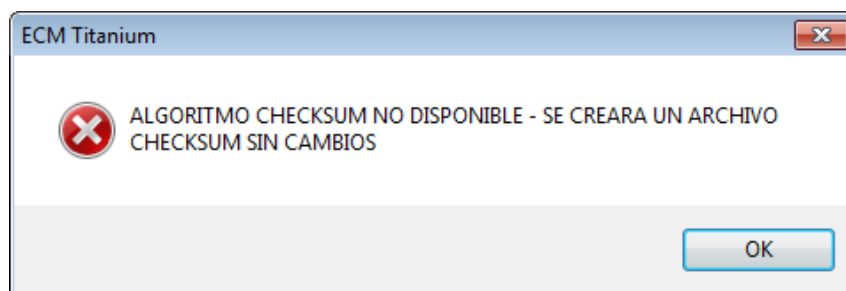 ECM Titanium
ALGORITMO CHECKSUM NO DISPONIBLE - SE CREARA UN ARCHIVO
CHECKSUM SIN CAMBIOS
OK